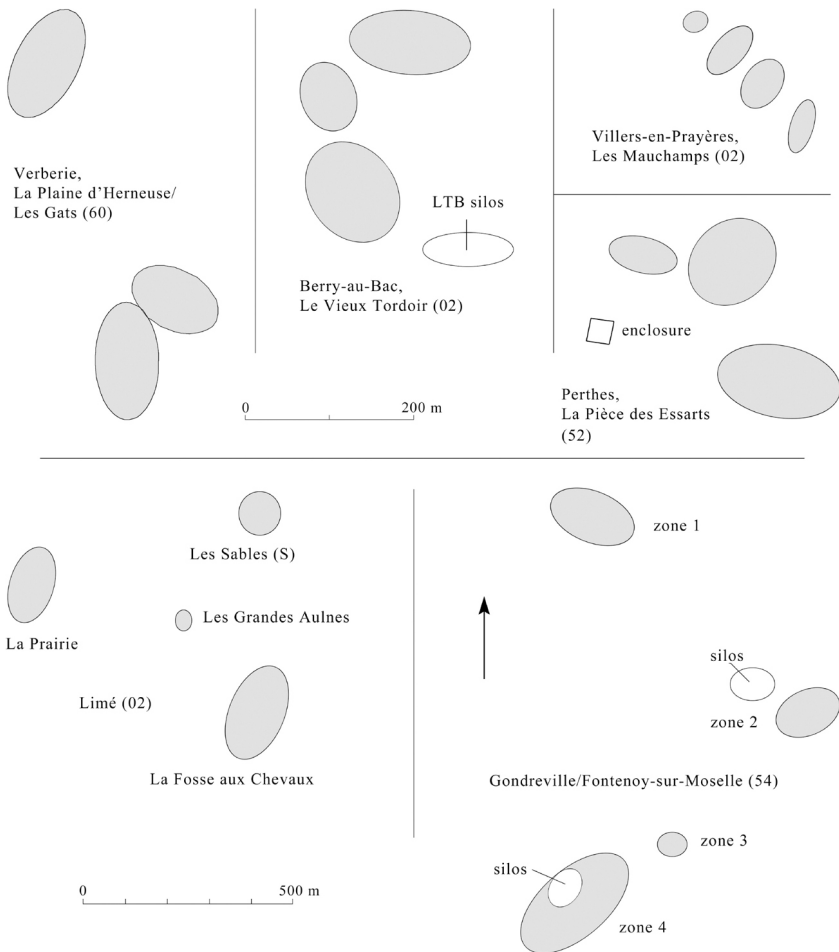 Verberie,
La Plaine d’Herneuse/
Les Gats (60)
LTB silos
Berry-au-Bac,
Le Vieux Tordoir (02)
Villers-en-Prayères,
Les Mauchamps (02)
enclosure
Perthes,
La Pièce des Essarts
(52)
0 200 m
Les Sables (S)
La Prairie
Les Grandes Aulnes
Limé (02)
La Fosse aux Chevaux
0 500 m
zone 1
silos
zone 2
Gondreville/Fontenoy-sur-Moselle (54)
zone 3
silos
zone 4